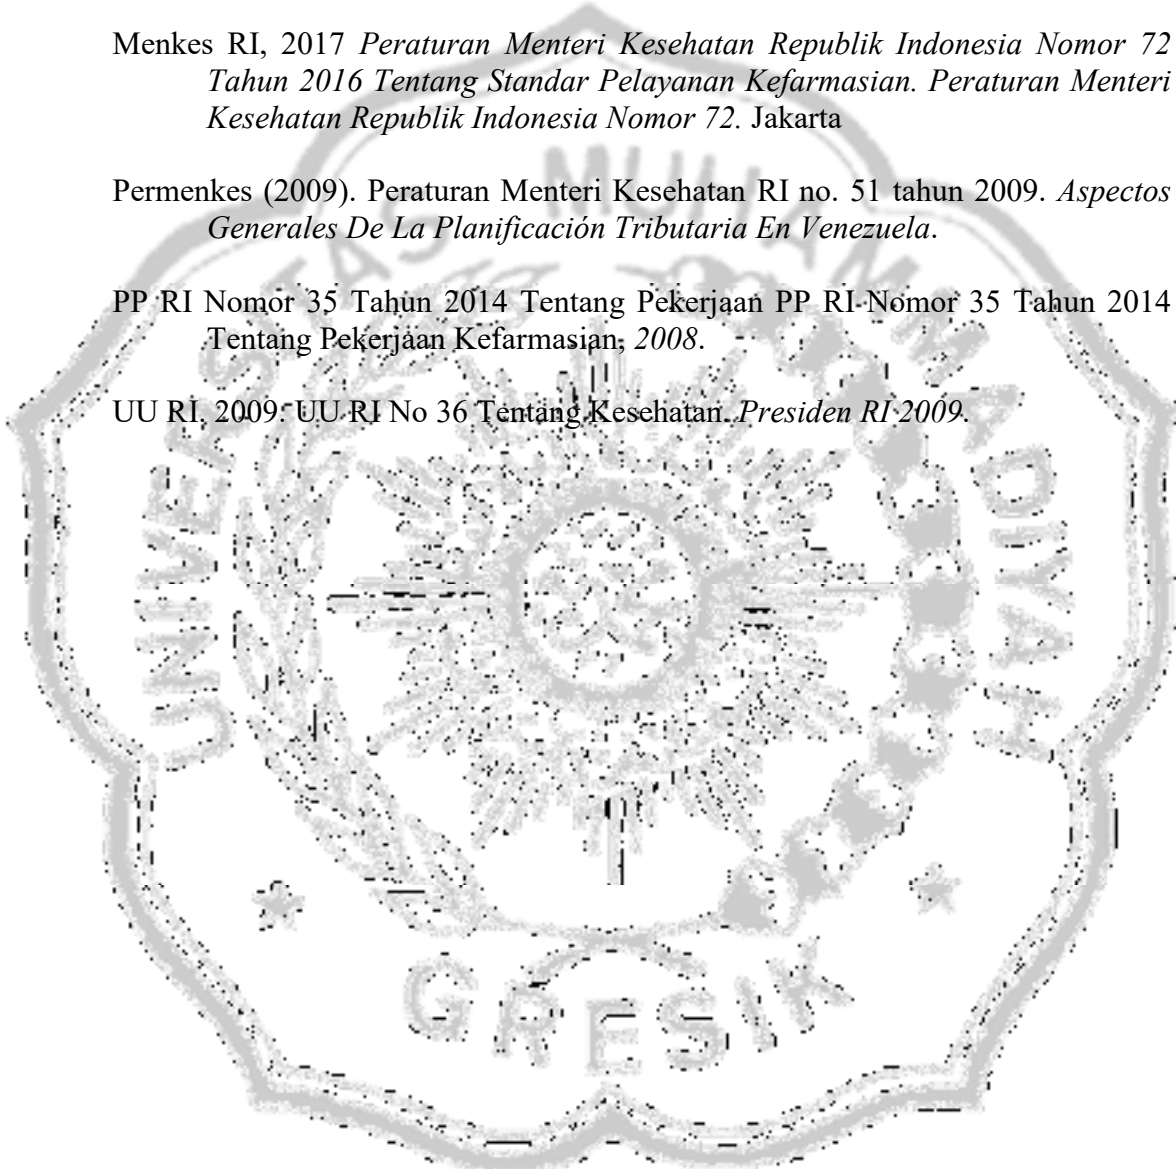 Menkes RI, 2017 Peraturan Menteri Kesehatan Republik Indonesia Nomor 72
Tahun 2016 Tentang Standar Pelayanan Kefarmasian. Peraturan Menteri
Kesehatan Republik Indonesia Nomor 72. Jakarta
Permenkes (2009). Peraturan Menteri Kesehatan RI no. 51 tahun 2009. Aspectos
Generales De La Planificación Tributaria En Venezuela.
PP RI Nomor 35 Tahun 2014 Tentang Pekerjaan PP RI Nomor 35 Tahun 2014
Tentang Pekerjaan Kefarmasian, 2008.
UU RI, 2009. UU RI No 36 Tentang Kesehatan. Presiden RI 2009.
UNIVERSITAS MUHAMMADIYAH
GRESIK